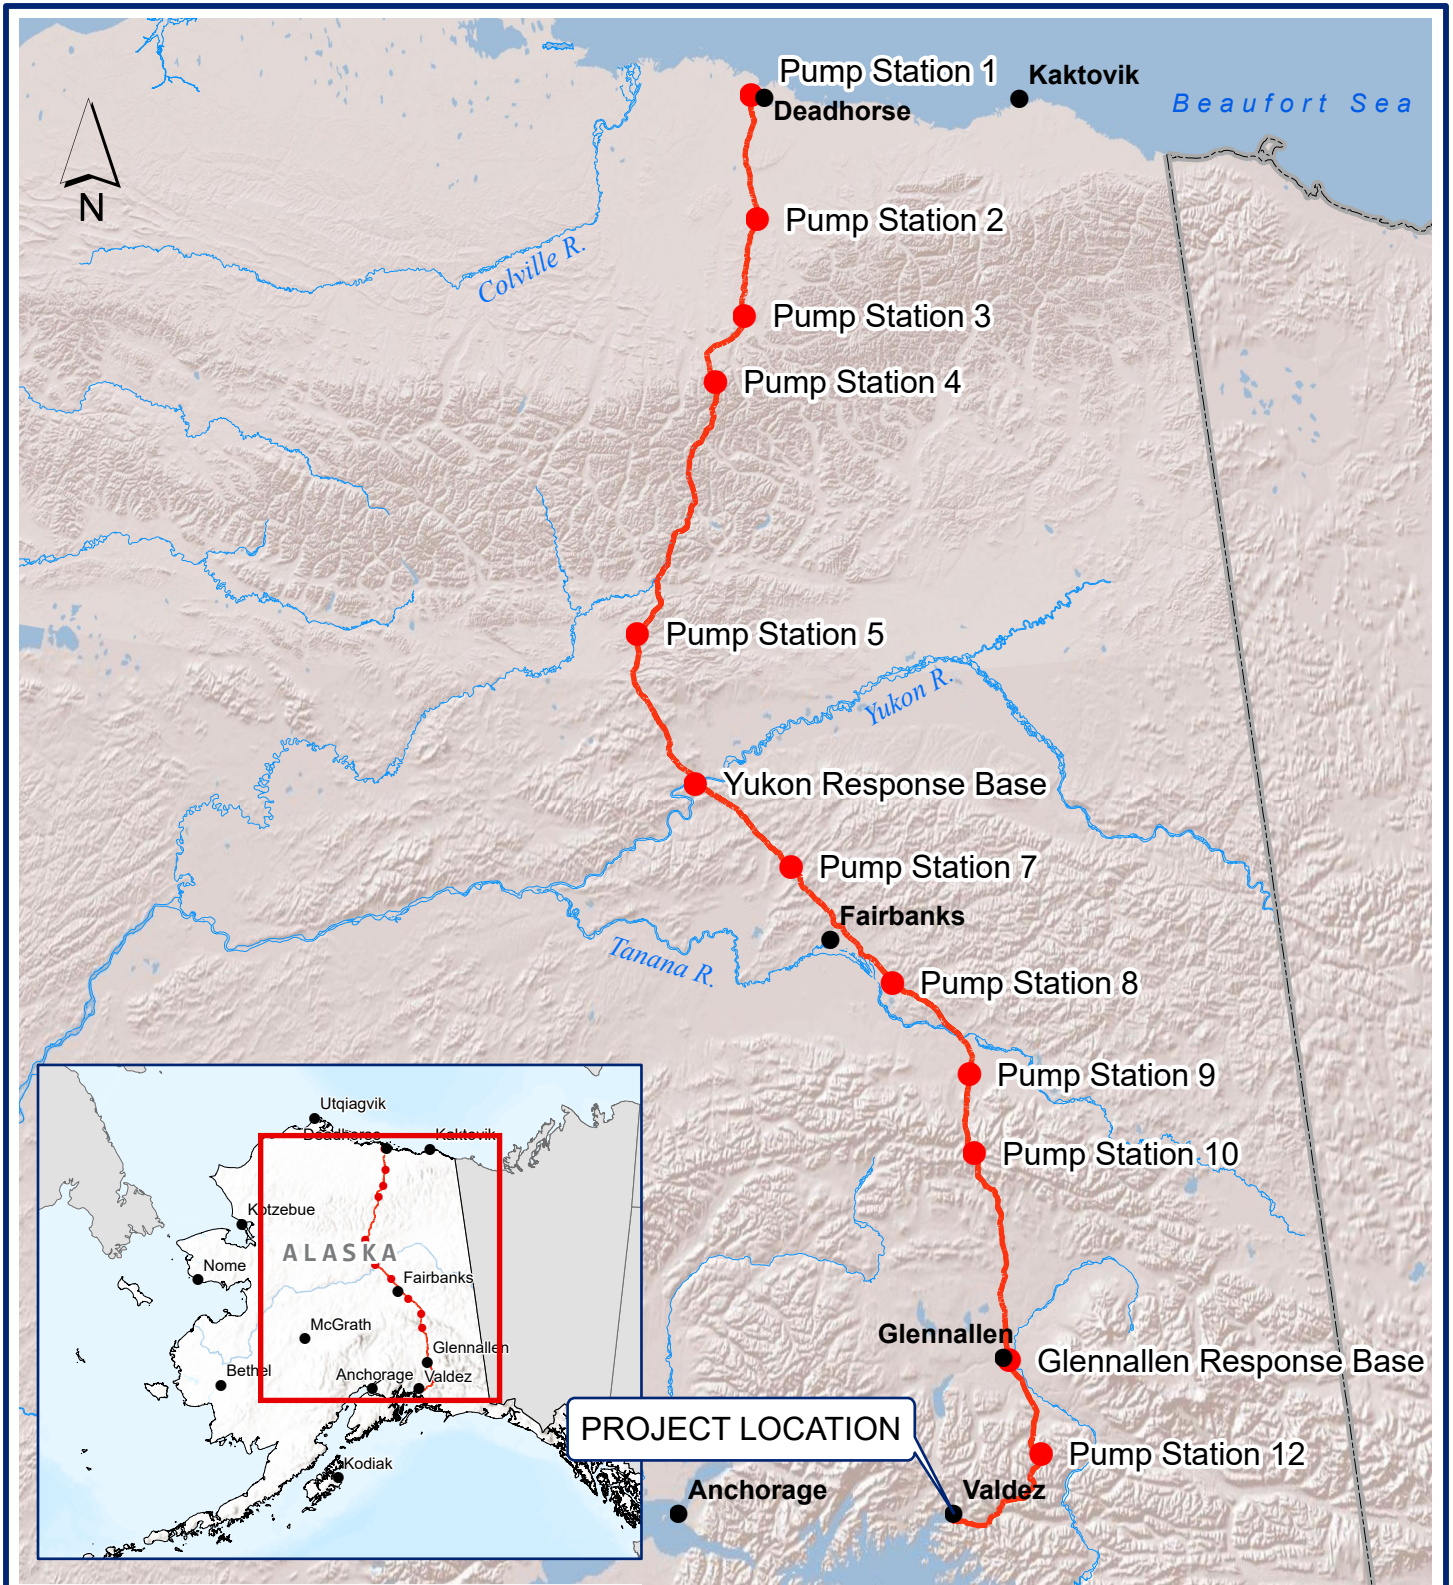 Pump Station 1
Kaktovik
Beaufort Sea
Deadhorse
N
Pump Station 2
Colville R.
Pump Station 3
Pump Station 4
Pump Station 5
Yukon R.
Yukon Response Base
Pump Station 7
Fairbanks
Tanana R.
Pump Station 8
Pump Station 9
Pump Station 10
Glennallen
Glennallen Response Base
PROJECT LOCATION
Pump Station 12
Anchorage
Valdez
Utqiagvik
Deadhorse
Kaktovik
Kotzebue
ALASKA
Nome
Fairbanks
McGrath
Glennallen
Bethel
Anchorage
Valdez
Kodiak